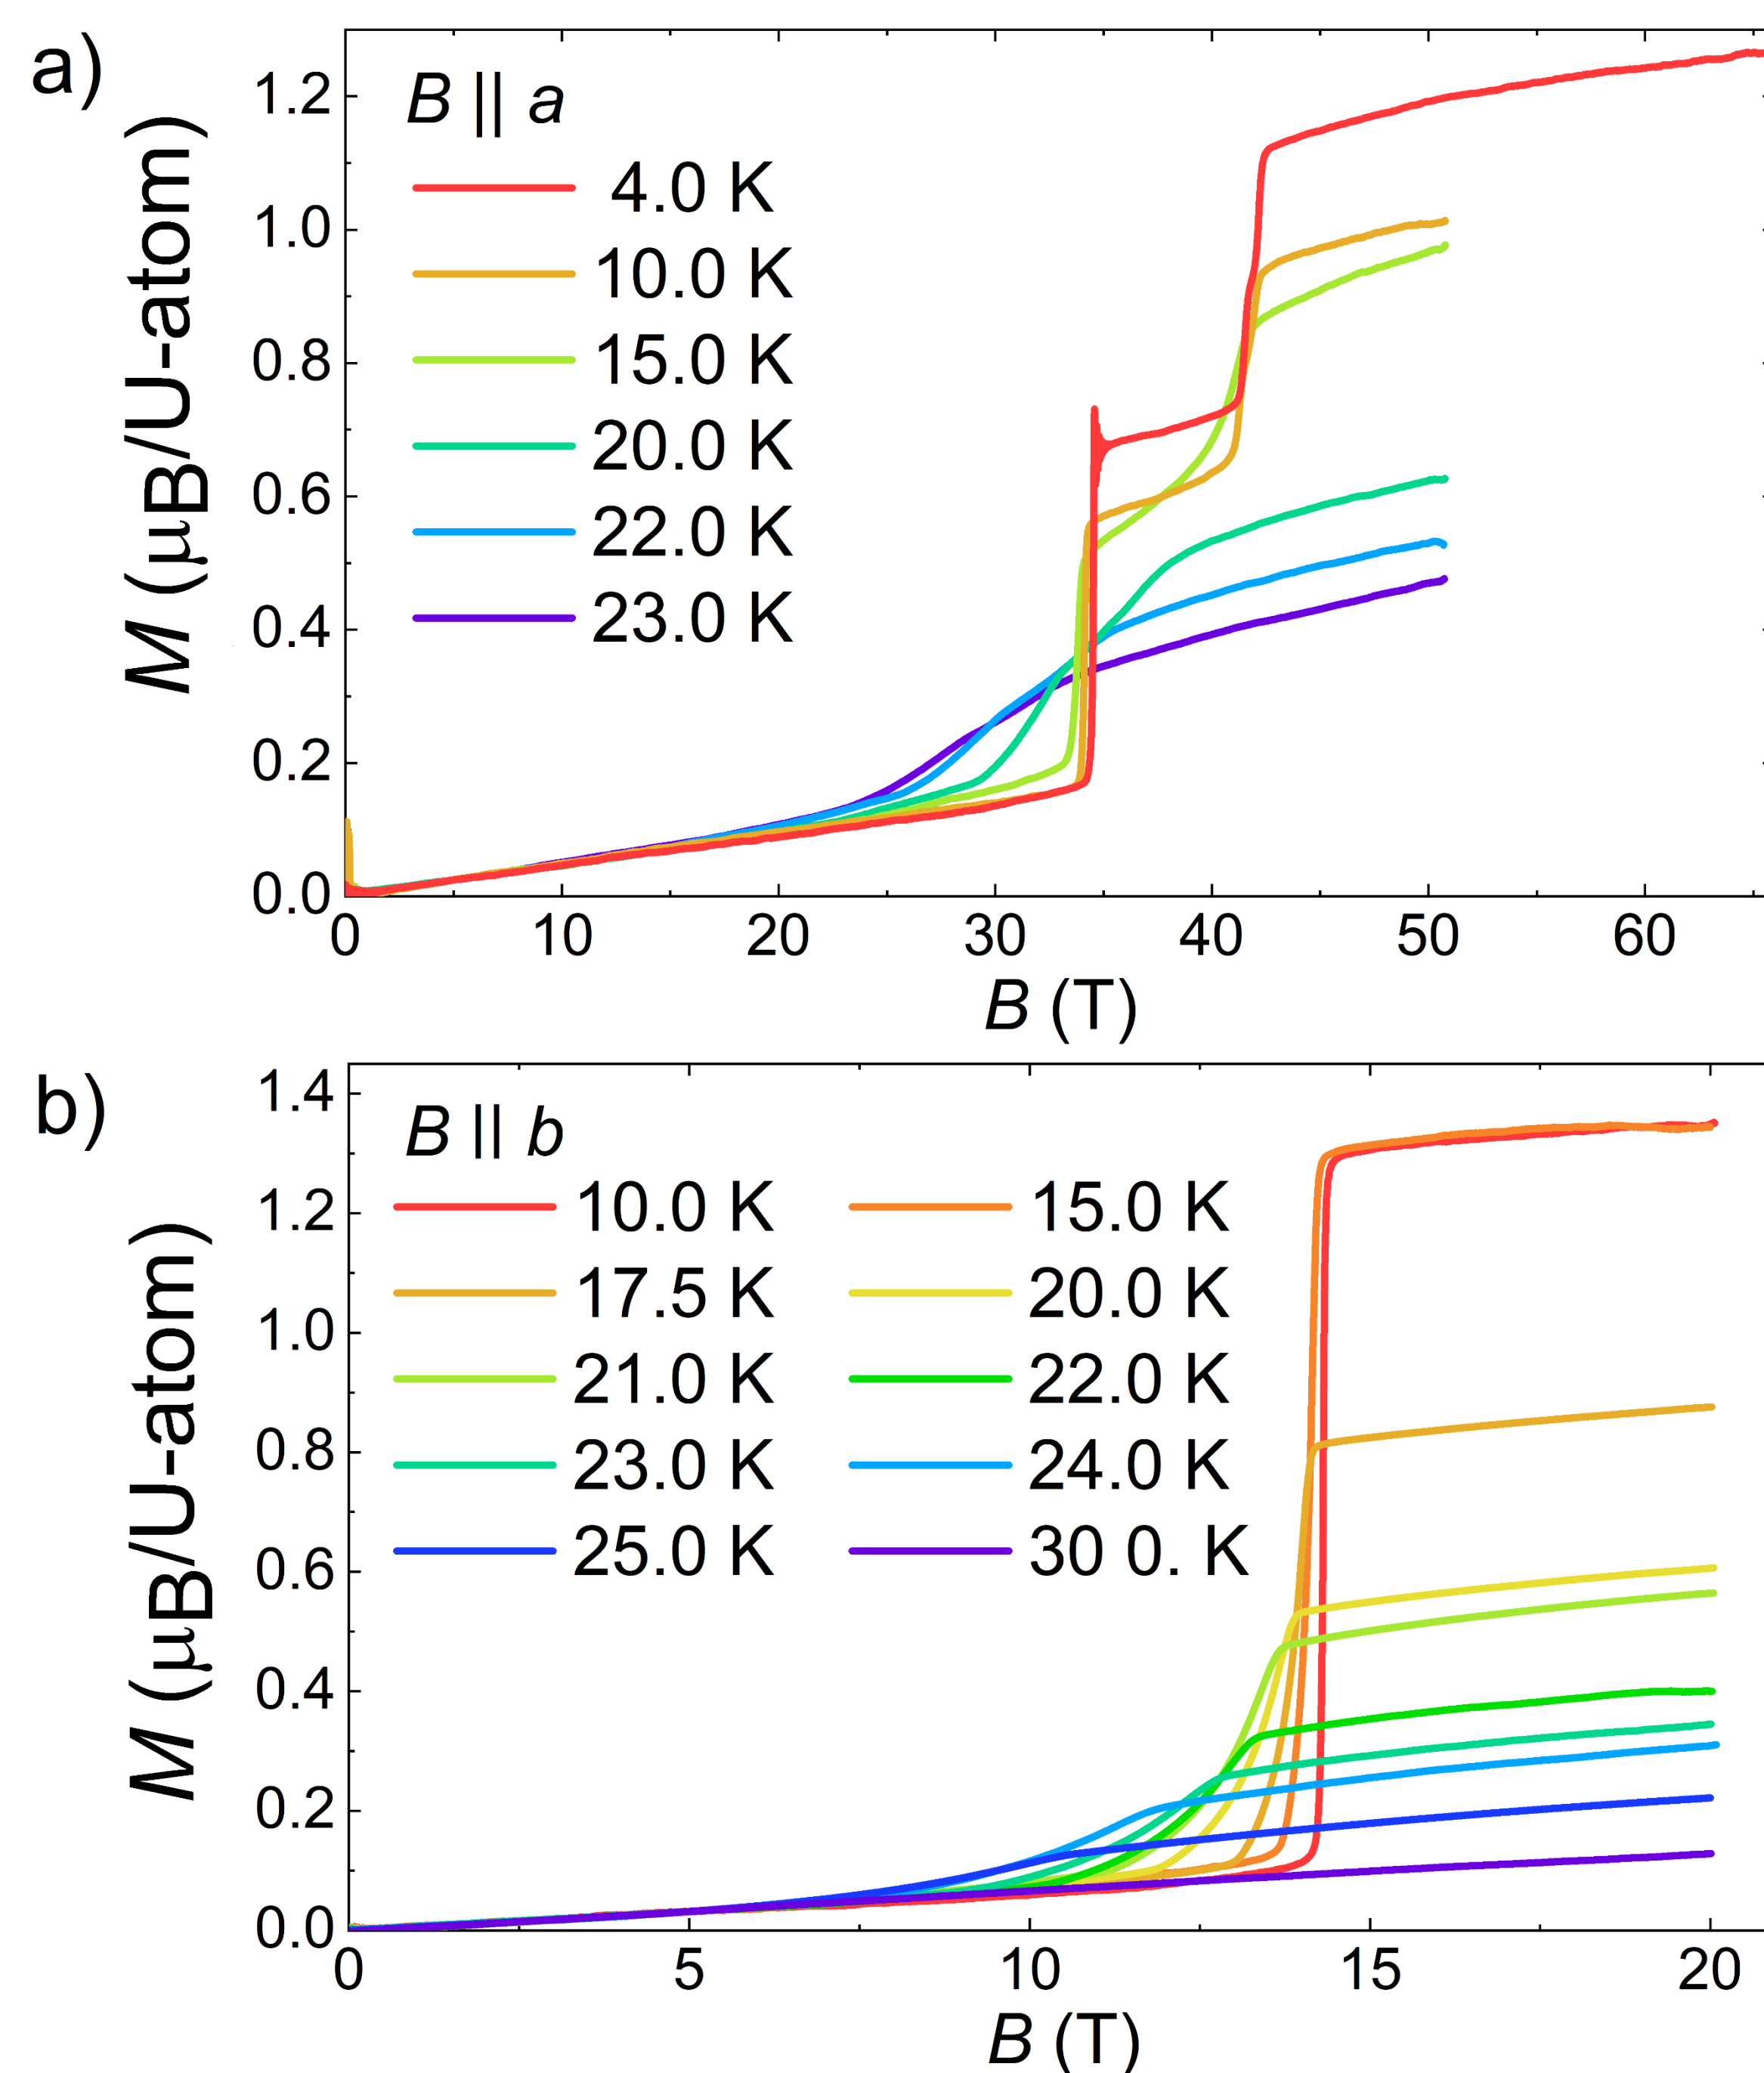 a)
B || a
4.0 K
10.0 K
15.0 K
20.0 K
22.0 K
23.0 K
M (μB/U-atom)
1.2
1.0
0.8
0.6
0.4
0.2
0.0
0 10 20 30 40 50 60
B (T)
b)
B || b
10.0 K 15.0 K
17.5 K 20.0 K
21.0 K 22.0 K
23.0 K 24.0 K
25.0 K 30 0. K
M (μB/U-atom)
1.4
1.2
1.0
0.8
0.6
0.4
0.2
0.0
0 5 10 15 20
B (T)